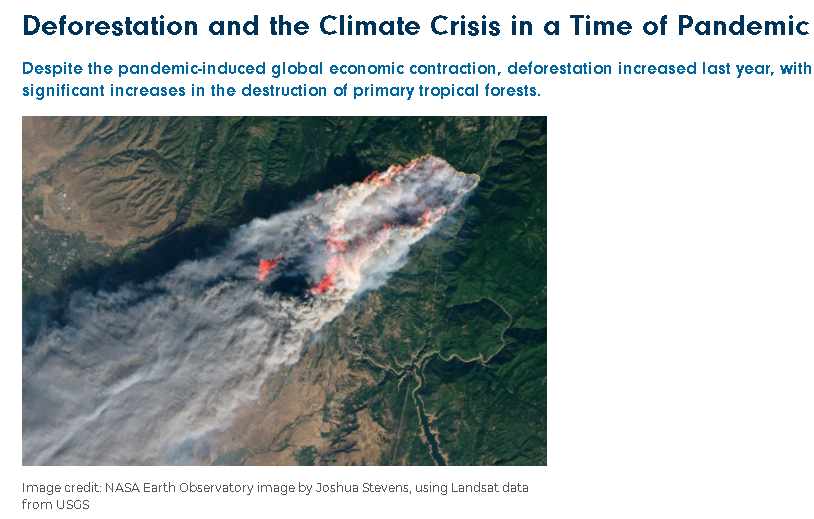 Deforestation and the Climate Crisis in a Time of Pandemic
Despite the pandemic-induced global economic contraction, deforestation increased last year, with
significant increases in the destruction of primary tropical forests.
Image credit: NASA Earth Observatory image by Joshua Stevens, using Landsat data
from USGS